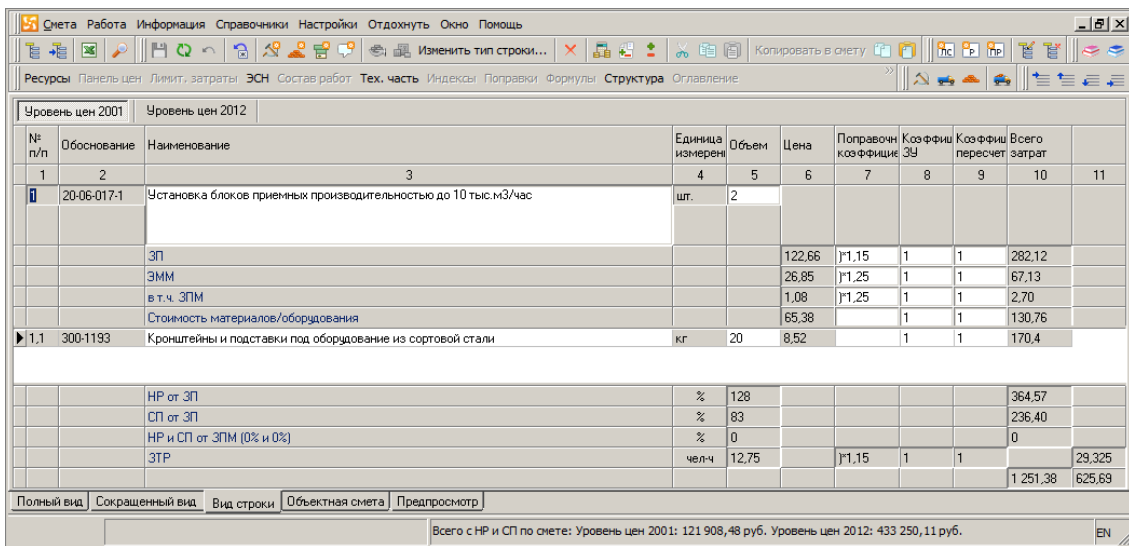 Смета Работа Информация Справочники Настройки Отдохнуть Окно Помощь
Изменить тип строки... Копировать в смету ПС Р ПР
Ресурсы Панель цен Лимит. затраты ЭСН Состав работ Тех. часть Индексы Поправки Формулы Структура Оглавление
Уровень цен 2001 Уровень цен 2012
№ п/п Обоснование Наименование Единица измерени Объем Цена Поправочн коэффицие Коэффиц ЗУ Коэффиц пересчет Всего затрат
1 2 3 4 5 6 7 8 9 10 11
1 20-06-017-1 Установка блоков приемных производительностью до 10 тыс.м3/час шт. 2
ЗП 122,66 )*1,15 1 1 282,12
ЭММ 26,85 )*1,25 1 1 67,13
в т.ч. ЗПМ 1,08 )*1,25 1 1 2,70
Стоимость материалов/оборудования 65,38 1 1 130,76
1,1 300-1193 Кронштейны и подставки под оборудование из сортовой стали кг 20 8,52 1 1 170,4
НР от ЗП % 128 364,57
СП от ЗП % 83 236,40
НР и СП от ЗПМ (0% и 0%) % 0 0
ЗТР чел-ч 12,75 )*1,15 1 1 29,325
1 251,38 625,69
Полный вид Сокращенный вид Вид строки Объектная смета Предпросмотр
Всего с НР и СП по смете: Уровень цен 2001: 121 908,48 руб. Уровень цен 2012: 433 250,11 руб. EN